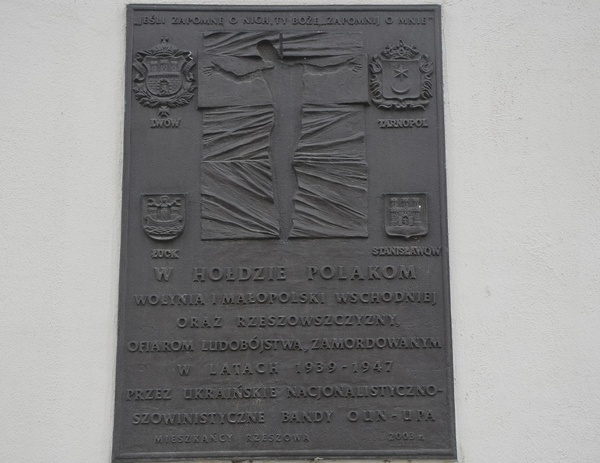 „JEŚLI ZAPOMNĘ O NICH, TY BOŻE, ZAPOMNIJ O MNIE”
LWÓW
TARNOPOL
ŁUCK
STANISŁAWÓW
W HOŁDZIE POLAKOM
WOŁYNIA I MAŁOPOLSKI WSCHODNIEJ
ORAZ RZESZOWSZCZYZNY,
OFIAROM LUDOBÓJSTWA, ZAMORDOWANYM
W LATACH 1939-1947
PRZEZ UKRAIŃSKIE NACJONALISTYCZNO-
SZOWINISTYCZNE BANDY OUN-UPA
MIESZKAŃCY RZESZOWA 2003 r.